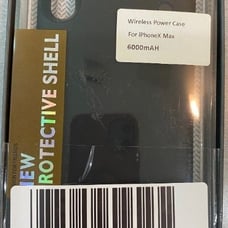 Wireless Power Case
For IPhoneX Max
6000mAH
NEW
PROTECTIVE SHELL